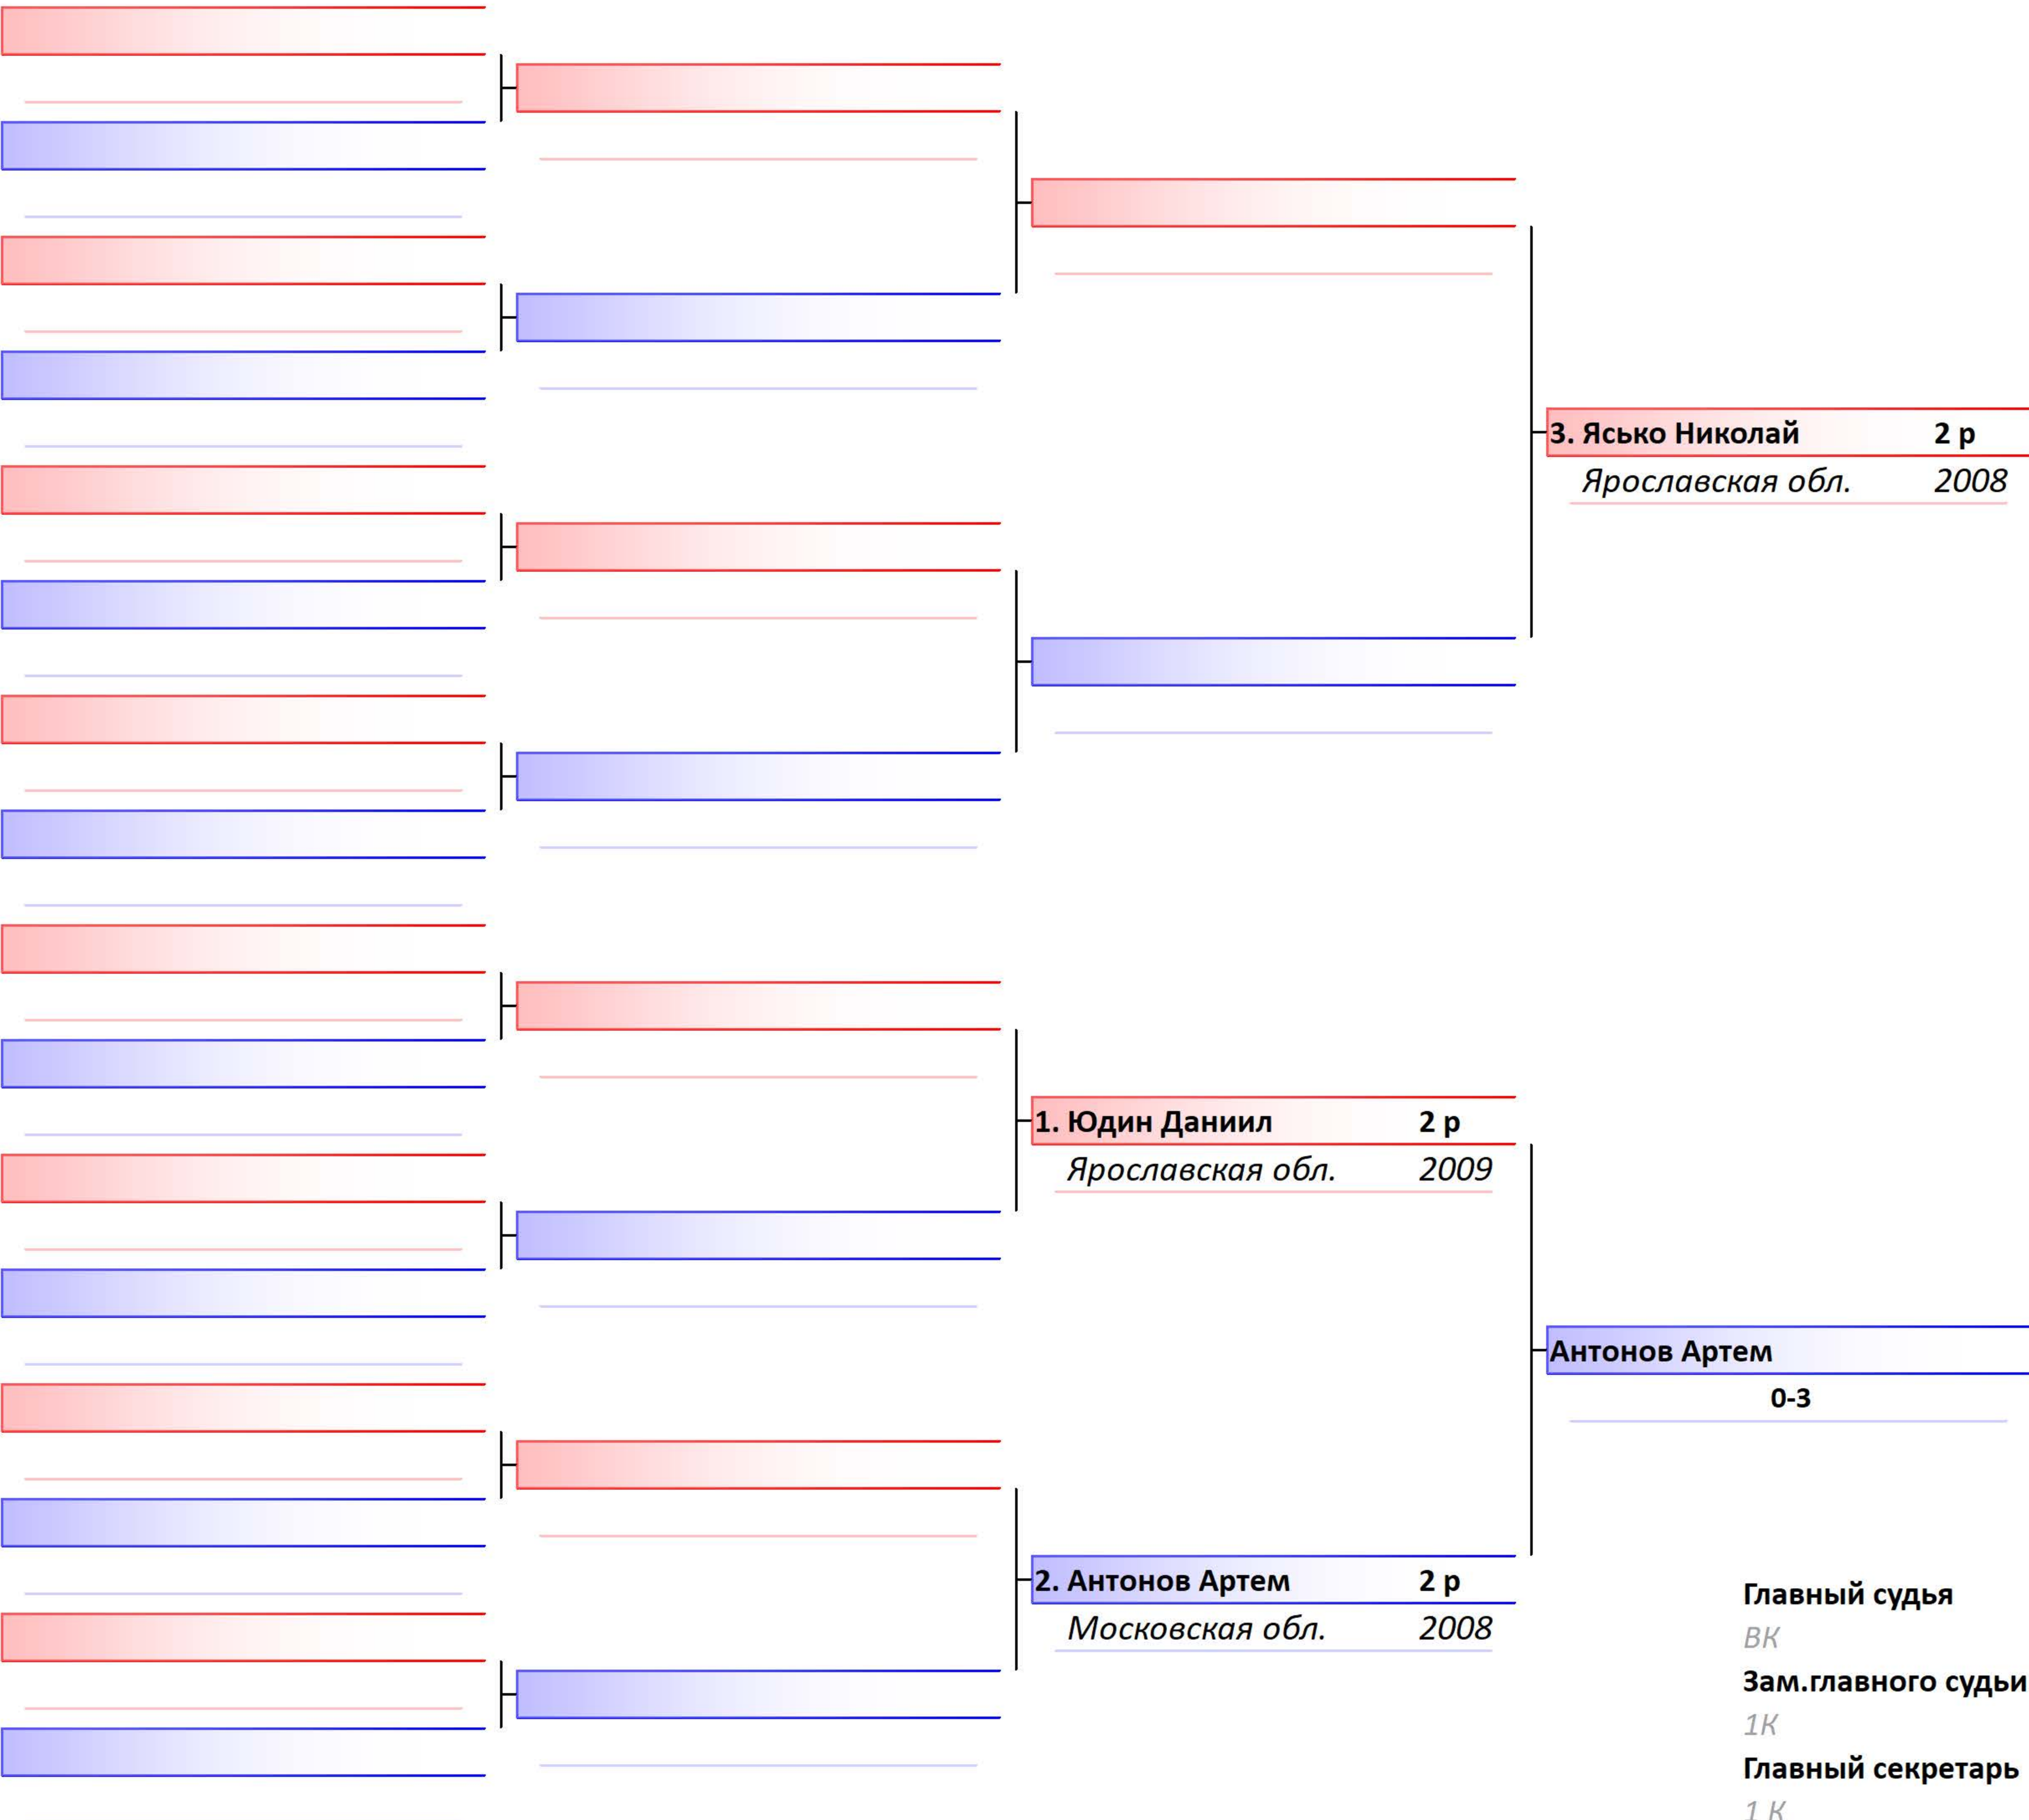 3. Ясько Николай 2 р
Ярославская обл. 2008
1. Юдин Даниил 2 р
Ярославская обл. 2009
Антонов Артем
0-3
2. Антонов Артем 2 р
Московская обл. 2008
Главный судья
ВК
Зам.главного судьи
1К
Главный секретарь
1 К